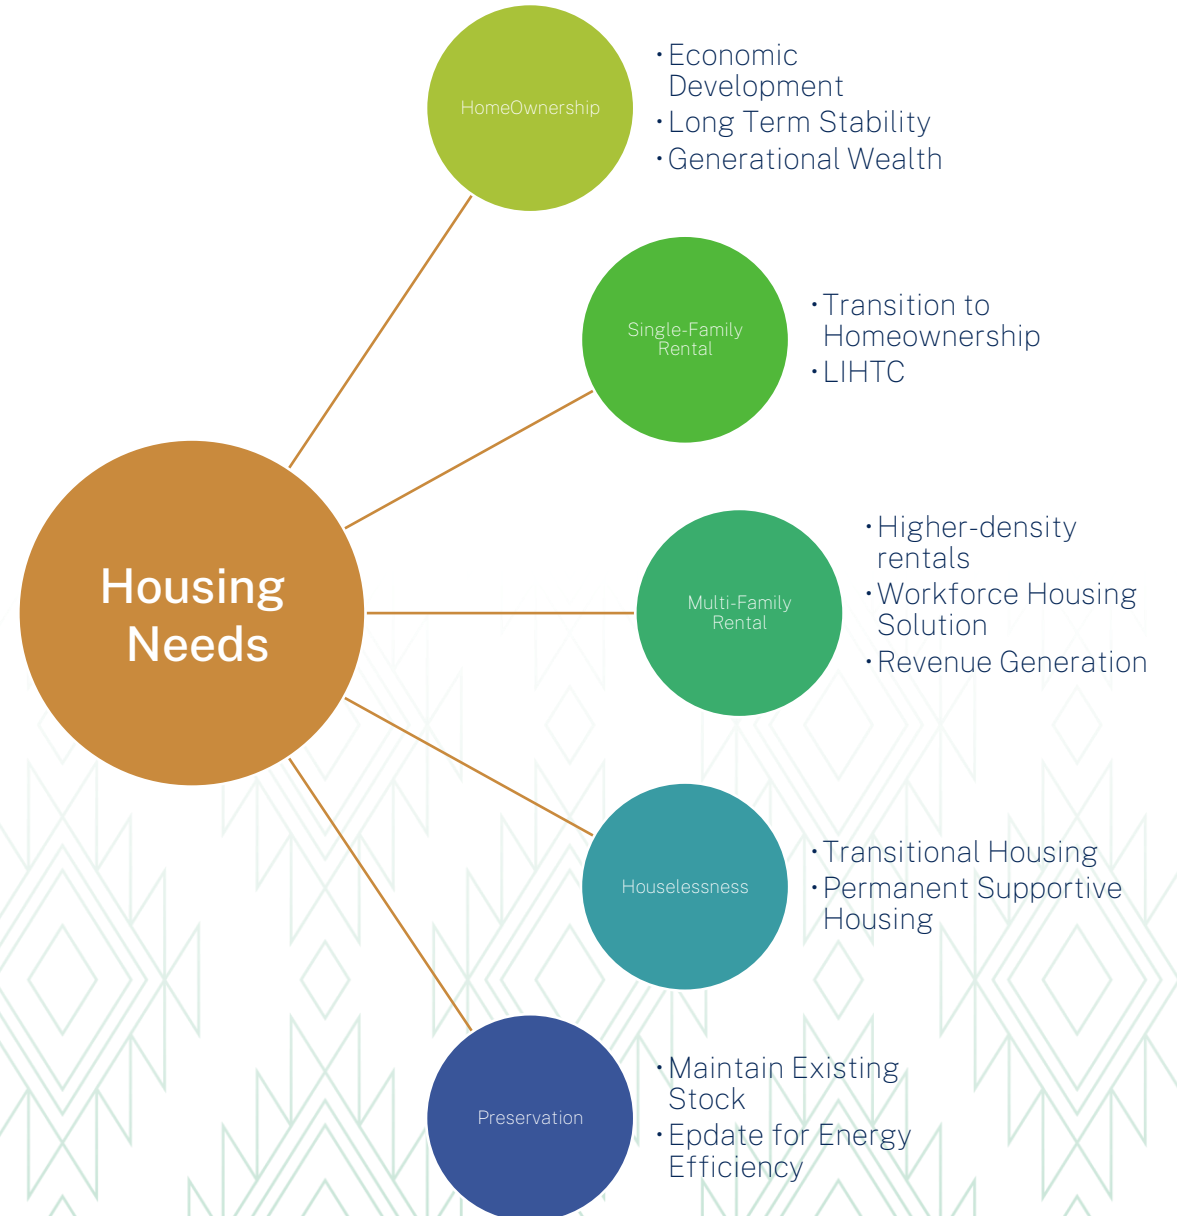 Housing
Needs
HomeOwnership
· Economic
Development
· Long Term Stability
· Generational Wealth
Single-Family
Rental
· Transition to
Homeownership
· LIHTC
Multi-Family
Rental
· Higher-density
rentals
· Workforce Housing
Solution
· Revenue Generation
Houselessness
· Transitional Housing
· Permanent Supportive
Housing
Preservation
· Maintain Existing
Stock
· Epdate for Energy
Efficiency